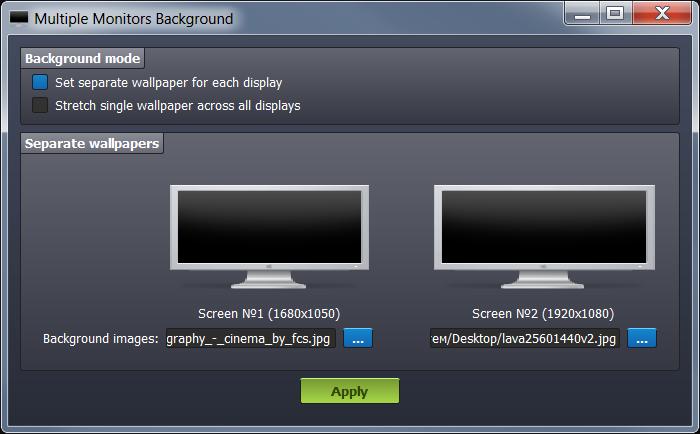 Multiple Monitors Background
Background mode
Set separate wallpaper for each display
Stretch single wallpaper across all displays
Separate wallpapers
Screen №1 (1680x1050)
Screen №2 (1920x1080)
Background images: graphy_-_cinema_by_fcs.jpg ... тем/Desktop/lava25601440v2.jpg ...
Apply